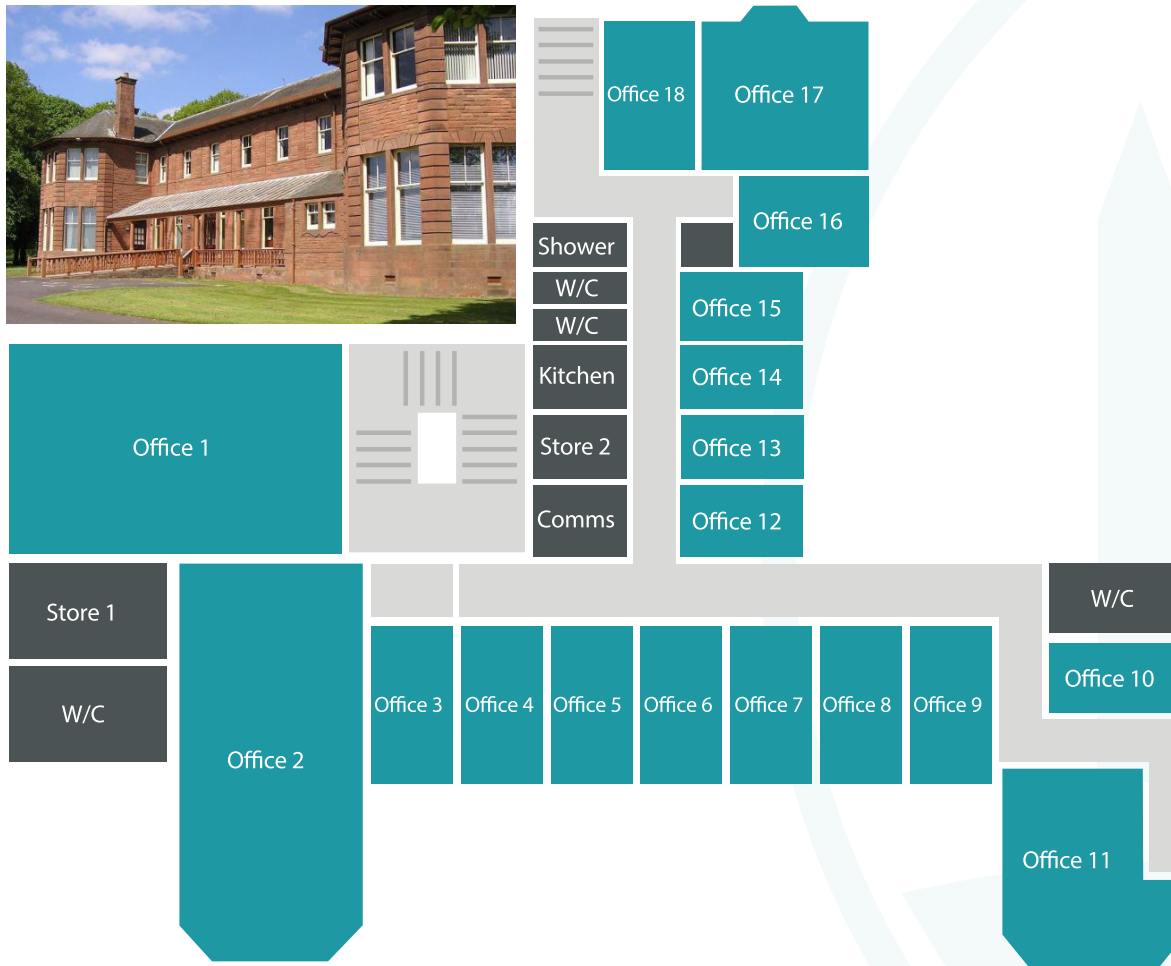 Office 18
Office 17
Office 16
Shower
W/C
W/C
Kitchen
Store 2
Comms
Office 15
Office 14
Office 13
Office 12
Office 1
Store 1
W/C
Office 2
Office 3
Office 4
Office 5
Office 6
Office 7
Office 8
Office 9
W/C
Office 10
Office 11